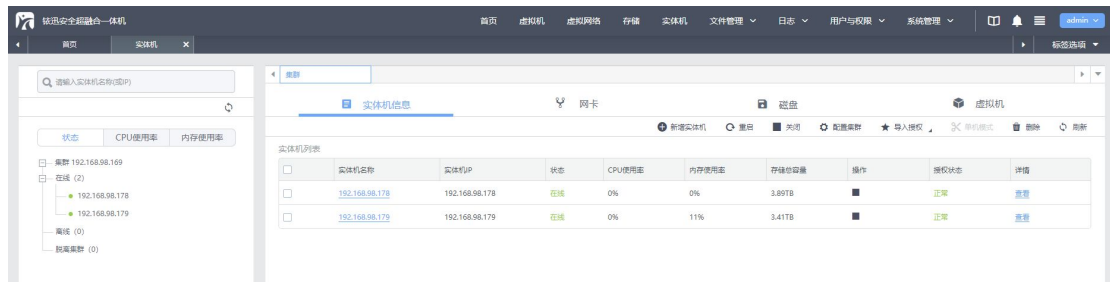 铱迅安全超融合一体机 首页 虚拟机 虚拟网络 存储 实体机 文件管理 日志 用户与权限 系统管理 admin
首页 实体机 × 标签选项
请输入实体机名称(或IP)
状态 CPU使用率 内存使用率
集群 192.168.98.169
在线 (2)
192.168.98.178
192.168.98.179
离线 (0)
脱离集群 (0)
集群
实体机信息 网卡 磁盘 虚拟机
新增实体机 重启 关闭 配置集群 导入授权 单机模式 删除 刷新
实体机列表
实体机名称 实体机IP 状态 CPU使用率 内存使用率 存储总容量 操作 授权状态 详情
192.168.98.178 192.168.98.178 在线 0% 0% 3.89TB 正常 查看
192.168.98.179 192.168.98.179 在线 0% 11% 3.41TB 正常 查看